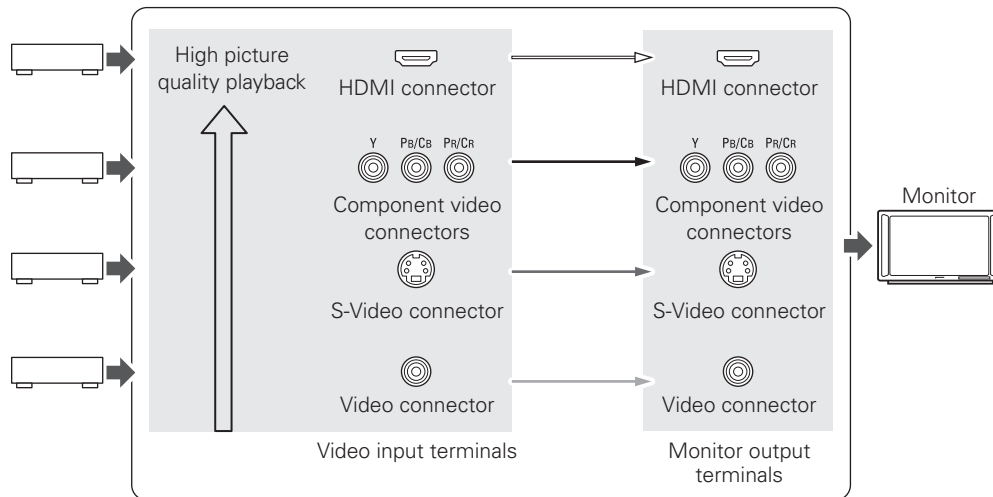 High picture
quality playback
HDMI connector
HDMI connector
Y PB/CB PR/CR
Y PB/CB PR/CR
Component video
connectors
Component video
connectors
Monitor
S-Video connector
S-Video connector
Video connector
Video connector
Video input terminals
Monitor output
terminals